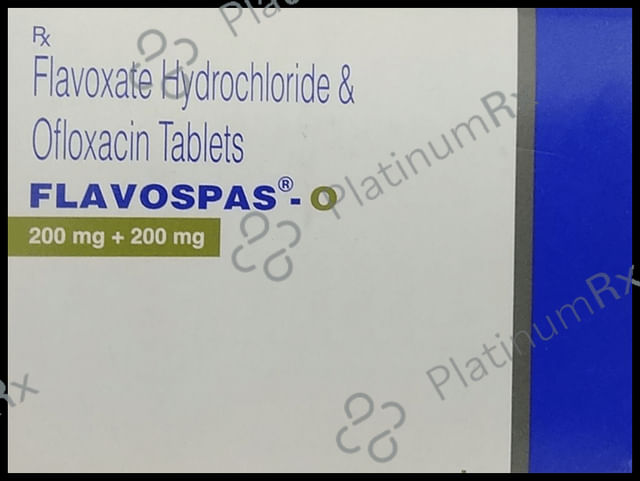 Rx
Flavoxate Hydrochloride &
Ofloxacin Tablets
FLAVOSPAS®-O
200 mg + 200 mg
PlatinumRx
PlatinumRx